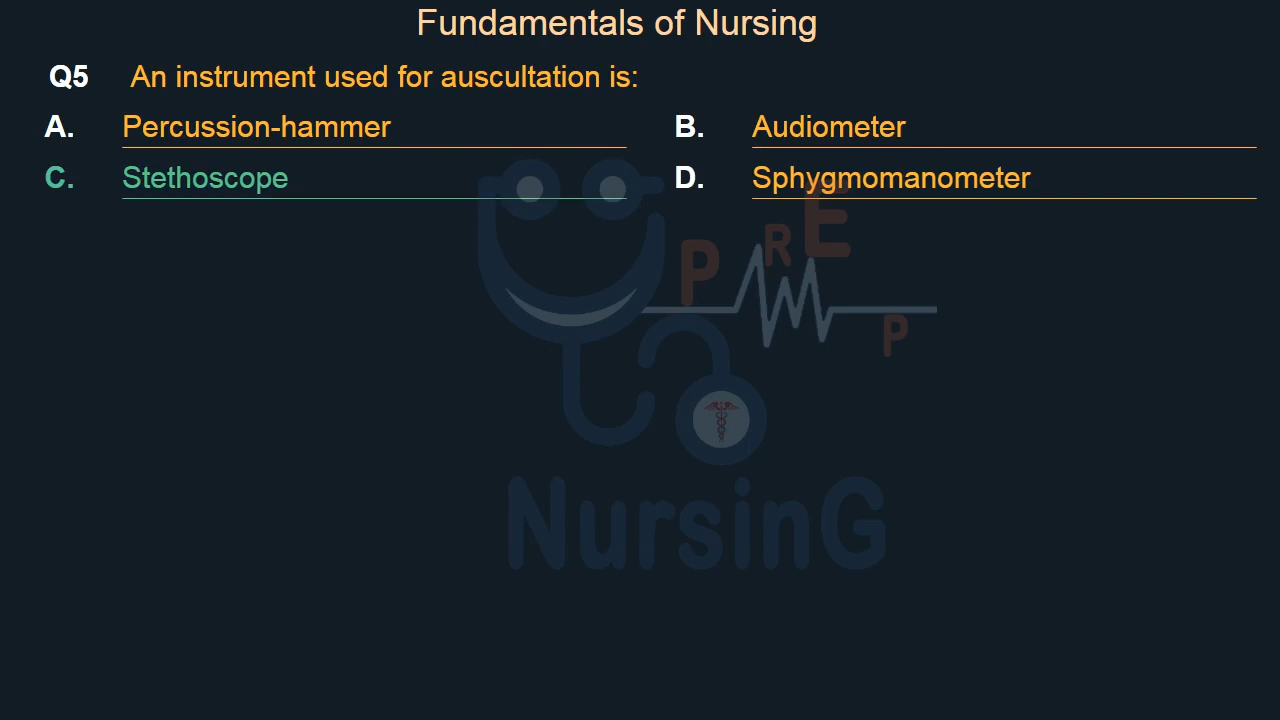 Fundamentals of Nursing
Q5 An instrument used for auscultation is:
A. Percussion-hammer B. Audiometer
C. Stethoscope D. Sphygmomanometer
PREP
NursinG